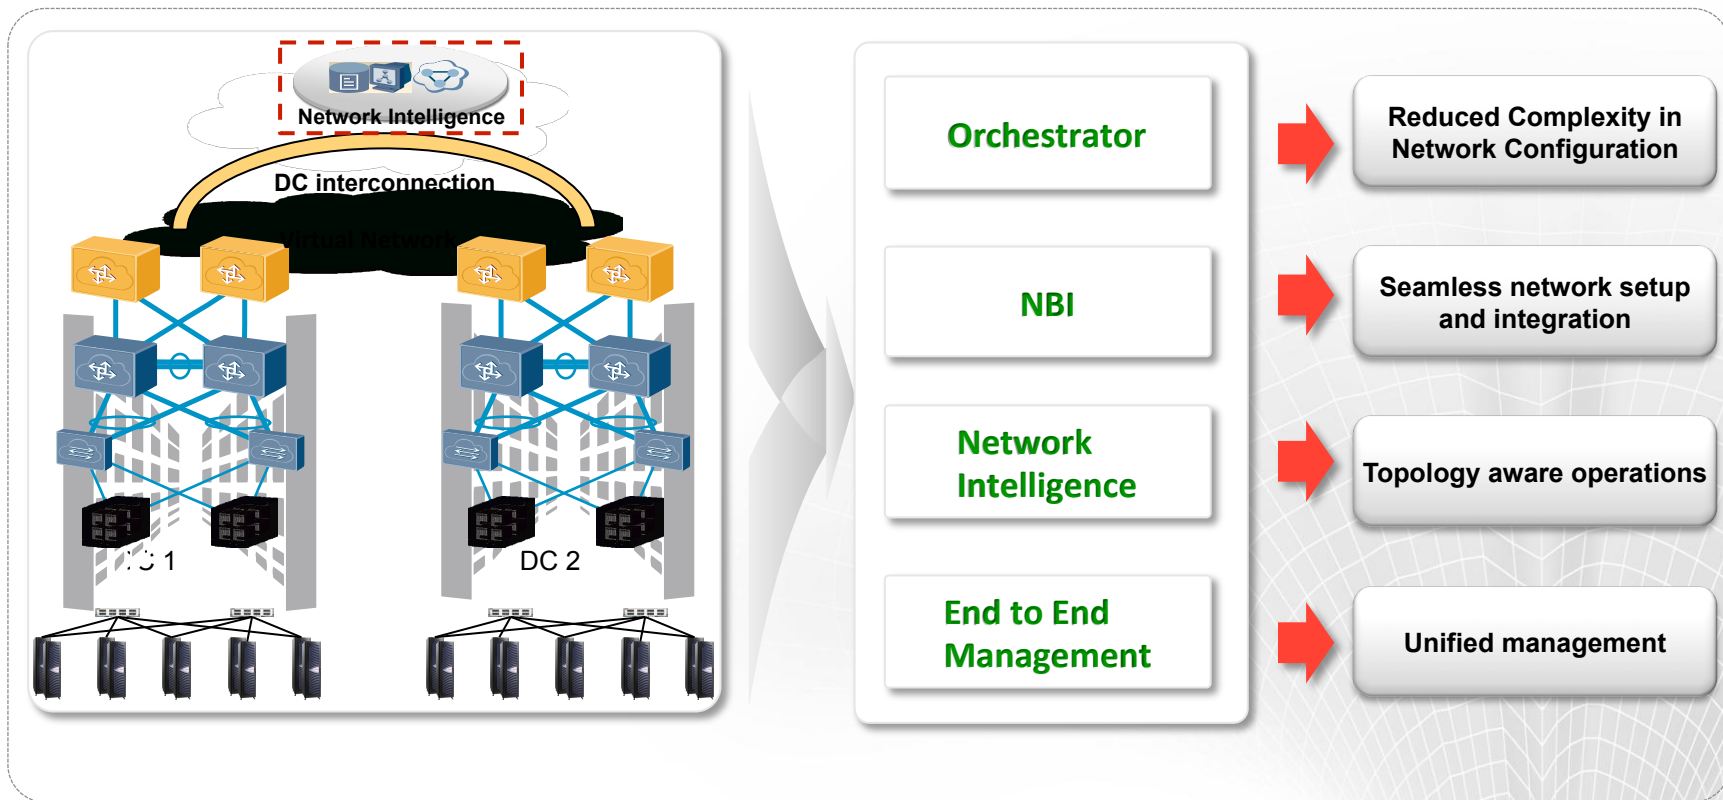 Network Intelligence
DC interconnection
Virtual Network
DC 2
Orchestrator
NBI
Network
Intelligence
End to End
Management
Reduced Complexity in
Network Configuration
Seamless network setup
and integration
Topology aware operations
Unified management